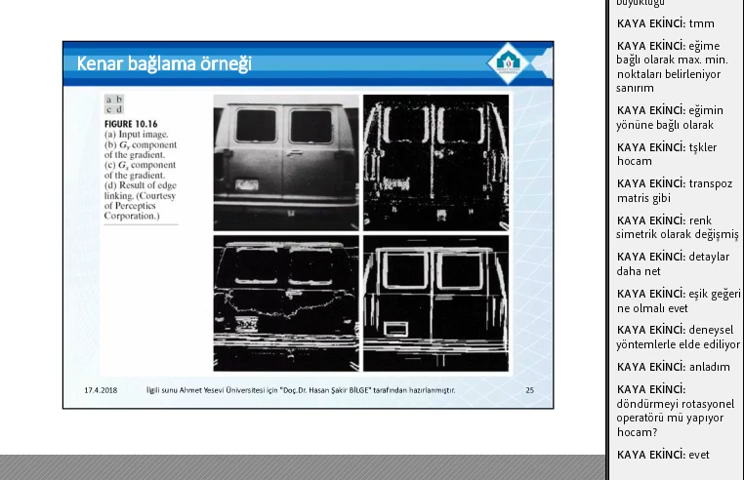 Kenar bağlama örneği
a b
c d
FIGURE 10.16
(a) Input image.
(b) Gy component
of the gradient.
(c) Gx component
of the gradient.
(d) Result of edge
linking. (Courtesy
of Perceptics
Corporation.)
17.4.2018
İlgili sunu Ahmet Yesevi Üniversitesi için "Doç.Dr. Hasan Şakir BİLGE" tarafından hazırlanmıştır.
25
büyüklüğü
KAYA EKİNCİ: tmm
KAYA EKİNCİ: eğime
bağlı olarak max. min.
noktaları belirleniyor
sanırım
KAYA EKİNCİ: eğimin
yönüne bağlı olarak
KAYA EKİNCİ: tşkler
hocam
KAYA EKİNCİ: transpoz
matris gibi
KAYA EKİNCİ: renk
simetrik olarak değişmiş
KAYA EKİNCİ: detaylar
daha net
KAYA EKİNCİ: eşik geğeri
ne olmalı evet
KAYA EKİNCİ: deneysel
yöntemlerle elde ediliyor
KAYA EKİNCİ: anladım
KAYA EKİNCİ:
döndürmeyi rotasyonel
operatörü mü yapıyor
hocam?
KAYA EKİNCİ: evet